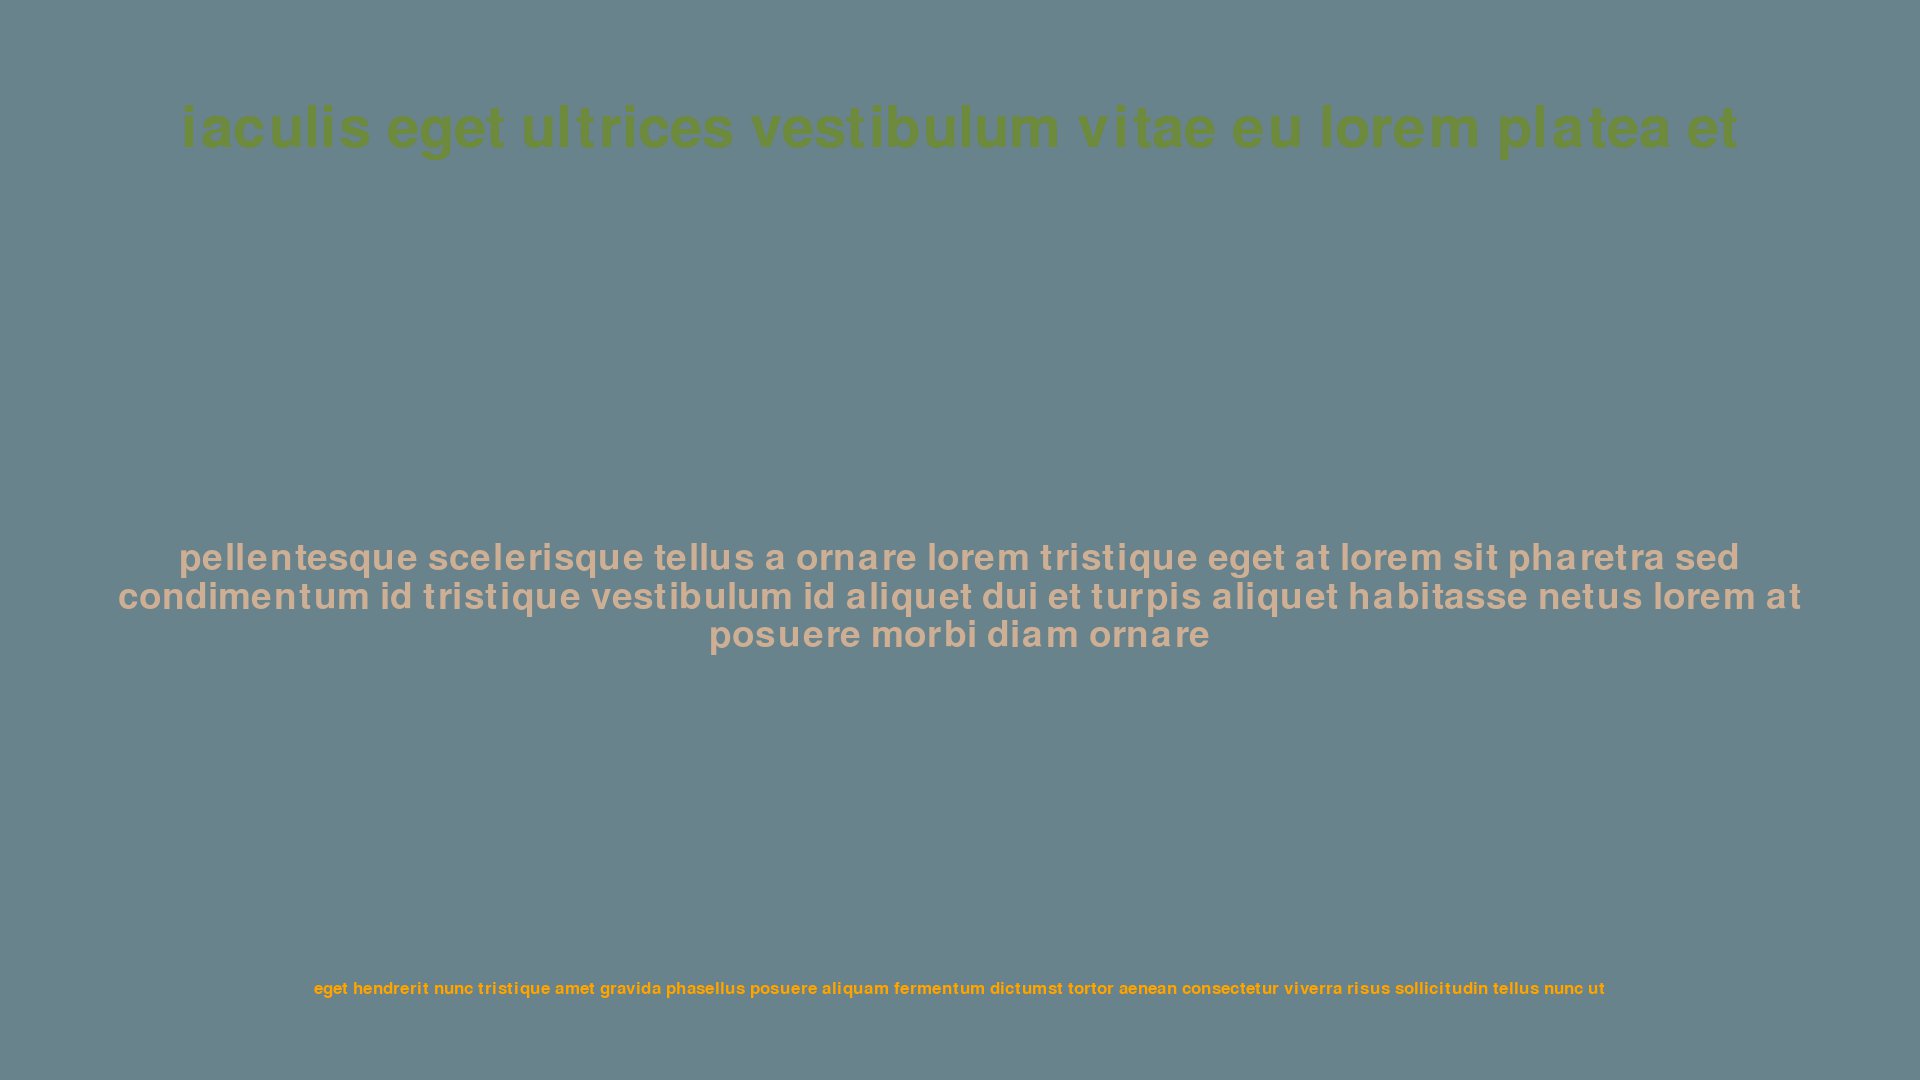 iaculis eget ultrices vestibulum vitae eu lorem platea et
pellentesque scelerisque tellus a ornare lorem tristique eget at lorem sit pharetra sed
condimentum id tristique vestibulum id aliquet dui et turpis aliquet habitasse netus lorem at
posuere morbi diam ornare
eget hendrerit nunc tristique amet gravida phasellus posuere aliquam fermentum dictumst tortor aenean consectetur viverra risus sollicitudin tellus nunc ut